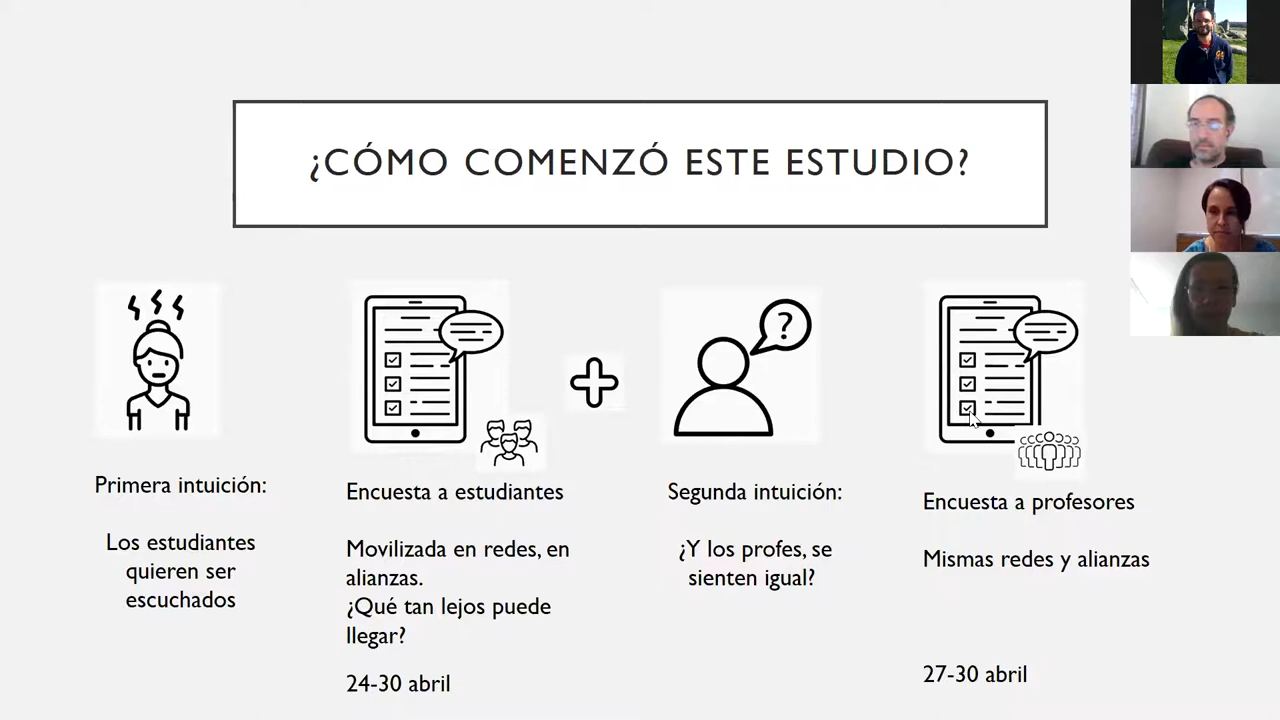 ¿CÓMO COMENZÓ ESTE ESTUDIO?
?
Primera intuición:
Los estudiantes
quieren ser
escuchados
Encuesta a estudiantes
Movilizada en redes, en
alianzas.
¿Qué tan lejos puede
llegar?
24-30 abril
Segunda intuición:
¿Y los profes, se
sienten igual?
Encuesta a profesores
Mismas redes y alianzas
27-30 abril